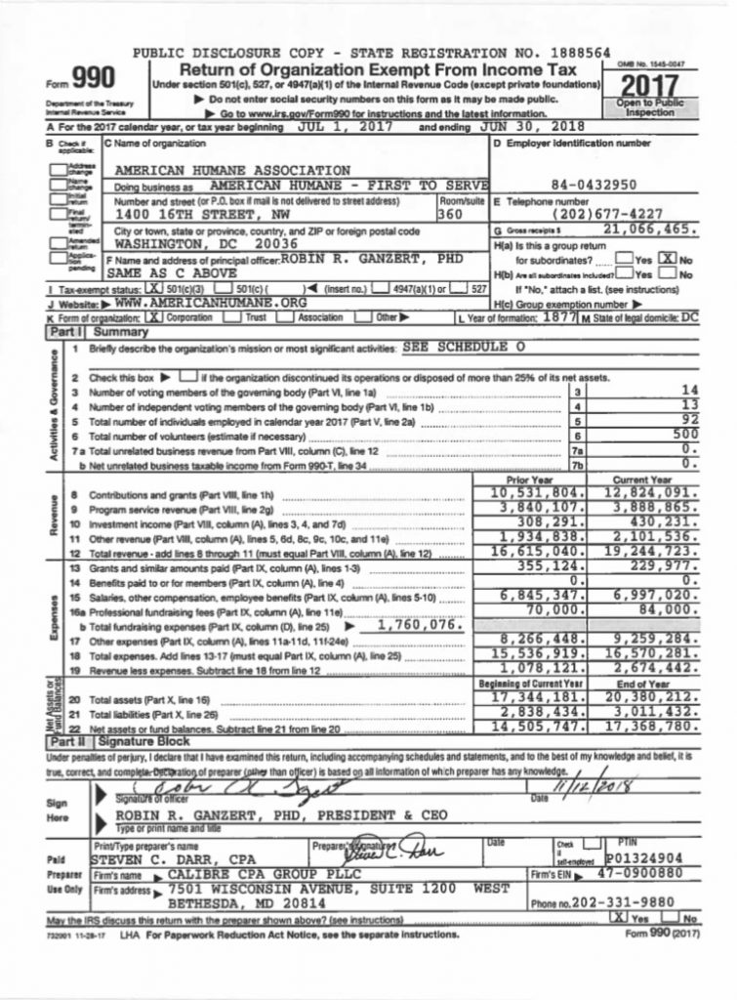 PUBLIC DISCLOSURE COPY - STATE REGISTRATION NO. 1888564
Form 990
Return of Organization Exempt From Income Tax
OMB No. 1545-0047
Under section 501(c), 527, or 4947(a)(1) of the Internal Revenue Code (except private foundations)
2017
Department of the Treasury
Internal Revenue Service
▶ Do not enter social security numbers on this form as it may be made public.
▶ Go to www.irs.gov/Form990 for instructions and the latest information.
Open to Public
Inspection
A For the 2017 calendar year, or tax year beginning JUL 1, 2017 and ending JUN 30, 2018
B Check if applicable:
Address change
Name change
Initial return
Final return/ termin-ated
Amended return
Applica-tion pending
C Name of organization
AMERICAN HUMANE ASSOCIATION
Doing business as AMERICAN HUMANE - FIRST TO SERVE
Number and street (or P.O. box if mail is not delivered to street address) Room/suite
1400 16TH STREET, NW 360
City or town, state or province, country, and ZIP or foreign postal code
WASHINGTON, DC 20036
F Name and address of principal officer: ROBIN R. GANZERT, PHD
SAME AS C ABOVE
D Employer identification number
84-0432950
E Telephone number
(202)677-4227
G Gross receipts $ 21,066,465.
H(a) Is this a group return
for subordinates? Yes X No
H(b) Are all subordinates included? Yes No
If "No," attach a list. (see instructions)
H(c) Group exemption number ▶
I Tax-exempt status: X 501(c)(3) 501(c) ( ) ◀ (insert no.) 4947(a)(1) or 527
J Website: ▶ WWW.AMERICANHUMANE.ORG
K Form of organization: X Corporation Trust Association Other ▶
L Year of formation: 1877 M State of legal domicile: DC
Part I Summary
Activities & Governance
1 Briefly describe the organization's mission or most significant activities: SEE SCHEDULE O
2 Check this box ▶ if the organization discontinued its operations or disposed of more than 25% of its net assets.
3 Number of voting members of the governing body (Part VI, line 1a) 3 14
4 Number of independent voting members of the governing body (Part VI, line 1b) 4 13
5 Total number of individuals employed in calendar year 2017 (Part V, line 2a) 5 92
6 Total number of volunteers (estimate if necessary) 6 500
7 a Total unrelated business revenue from Part VIII, column (C), line 12 7a 0.
b Net unrelated business taxable income from Form 990-T, line 34 7b 0.
Prior Year Current Year
Revenue
8 Contributions and grants (Part VIII, line 1h) 10,531,804. 12,824,091.
9 Program service revenue (Part VIII, line 2g) 3,840,107. 3,888,865.
10 Investment income (Part VIII, column (A), lines 3, 4, and 7d) 308,291. 430,231.
11 Other revenue (Part VIII, column (A), lines 5, 6d, 8c, 9c, 10c, and 11e) 1,934,838. 2,101,536.
12 Total revenue - add lines 8 through 11 (must equal Part VIII, column (A), line 12) 16,615,040. 19,244,723.
Expenses
13 Grants and similar amounts paid (Part IX, column (A), lines 1-3) 355,124. 229,977.
14 Benefits paid to or for members (Part IX, column (A), line 4) 0. 0.
15 Salaries, other compensation, employee benefits (Part IX, column (A), lines 5-10) 6,845,347. 6,997,020.
16a Professional fundraising fees (Part IX, column (A), line 11e) 70,000. 84,000.
b Total fundraising expenses (Part IX, column (D), line 25) ▶ 1,760,076.
17 Other expenses (Part IX, column (A), lines 11a-11d, 11f-24e) 8,266,448. 9,259,284.
18 Total expenses. Add lines 13-17 (must equal Part IX, column (A), line 25) 15,536,919. 16,570,281.
19 Revenue less expenses. Subtract line 18 from line 12 1,078,121. 2,674,442.
Net Assets or Fund Balances
Beginning of Current Year End of Year
20 Total assets (Part X, line 16) 17,344,181. 20,380,212.
21 Total liabilities (Part X, line 26) 2,838,434. 3,011,432.
22 Net assets or fund balances. Subtract line 21 from line 20 14,505,747. 17,368,780.
Part II Signature Block
Under penalties of perjury, I declare that I have examined this return, including accompanying schedules and statements, and to the best of my knowledge and belief, it is
true, correct, and complete. Declaration of preparer (other than officer) is based on all information of which preparer has any knowledge.
11/12/2018
Sign Here
Signature of officer Date
ROBIN R. GANZERT, PHD, PRESIDENT & CEO
Type or print name and title
Paid Preparer Use Only
Print/Type preparer's name Preparer's signature Date Check if self-employed PTIN
STEVEN C. DARR, CPA Steven C. Darr P01324904
Firm's name ▶ CALIBRE CPA GROUP PLLC Firm's EIN ▶ 47-0900880
Firm's address ▶ 7501 WISCONSIN AVENUE, SUITE 1200 WEST
BETHESDA, MD 20814 Phone no. 202-331-9880
May the IRS discuss this return with the preparer shown above? (see instructions) X Yes No
732001 11-28-17 LHA For Paperwork Reduction Act Notice, see the separate instructions. Form 990 (2017)